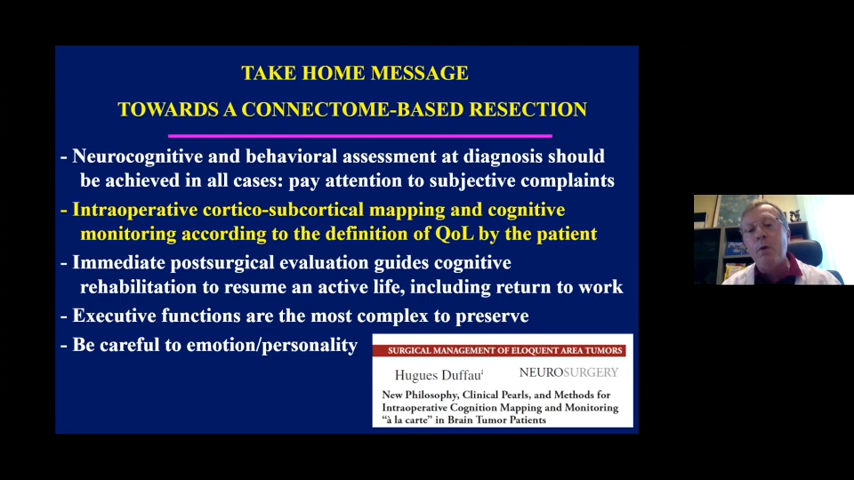 TAKE HOME MESSAGE
TOWARDS A CONNECTOME-BASED RESECTION
- Neurocognitive and behavioral assessment at diagnosis should
be achieved in all cases: pay attention to subjective complaints
- Intraoperative cortico-subcortical mapping and cognitive
monitoring according to the definition of QoL by the patient
- Immediate postsurgical evaluation guides cognitive
rehabilitation to resume an active life, including return to work
- Executive functions are the most complex to preserve
- Be careful to emotion/personality
SURGICAL MANAGEMENT OF ELOQUENT AREA TUMORS
Hugues Duffau
NEUROSURGERY
New Philosophy, Clinical Pearls, and Methods for
Intraoperative Cognition Mapping and Monitoring
“à la carte” in Brain Tumor Patients